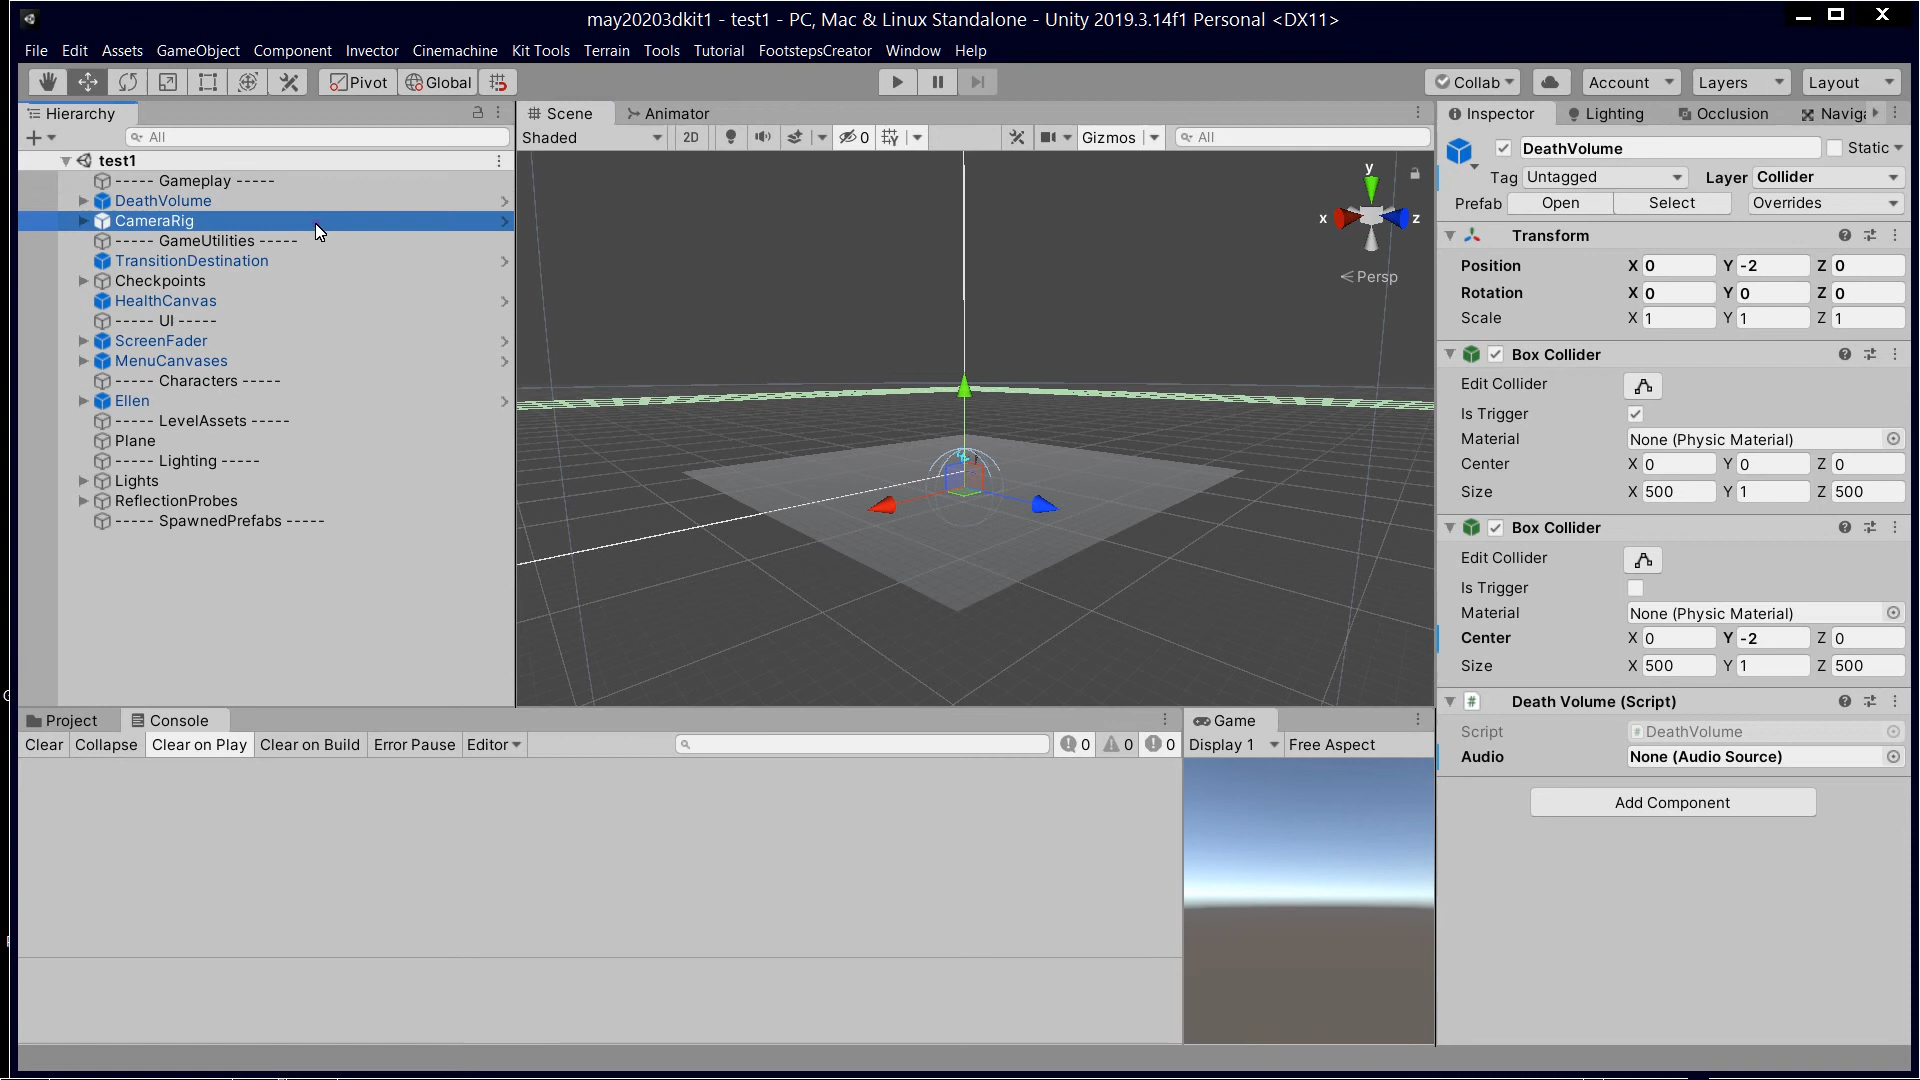 may20203dkit1 - test1 - PC, Mac & Linux Standalone - Unity 2019.3.14f1 Personal <DX11>
File Edit Assets GameObject Component Invector Cinemachine Kit Tools Terrain Tools Tutorial FootstepsCreator Window Help
Pivot Global Collab Account Layers Layout
Hierarchy
All
test1
----- Gameplay -----
DeathVolume
CameraRig
----- GameUtilities -----
TransitionDestination
Checkpoints
HealthCanvas
----- UI -----
ScreenFader
MenuCanvases
----- Characters -----
Ellen
----- LevelAssets -----
Plane
----- Lighting -----
Lights
ReflectionProbes
----- SpawnedPrefabs -----
Scene Animator
Shaded 2D 0 Gizmos All
y
x z
Persp
Project Console
Clear Collapse Clear on Play Clear on Build Error Pause Editor 0 0 0
Game
Display 1 Free Aspect
Inspector Lighting Occlusion Naviga
DeathVolume Static
Tag Untagged Layer Collider
Prefab Open Select Overrides
Transform
Position X 0 Y -2 Z 0
Rotation X 0 Y 0 Z 0
Scale X 1 Y 1 Z 1
Box Collider
Edit Collider
Is Trigger
Material None (Physic Material)
Center X 0 Y 0 Z 0
Size X 500 Y 1 Z 500
Box Collider
Edit Collider
Is Trigger
Material None (Physic Material)
Center X 0 Y -2 Z 0
Size X 500 Y 1 Z 500
# Death Volume (Script)
Script DeathVolume
Audio None (Audio Source)
Add Component